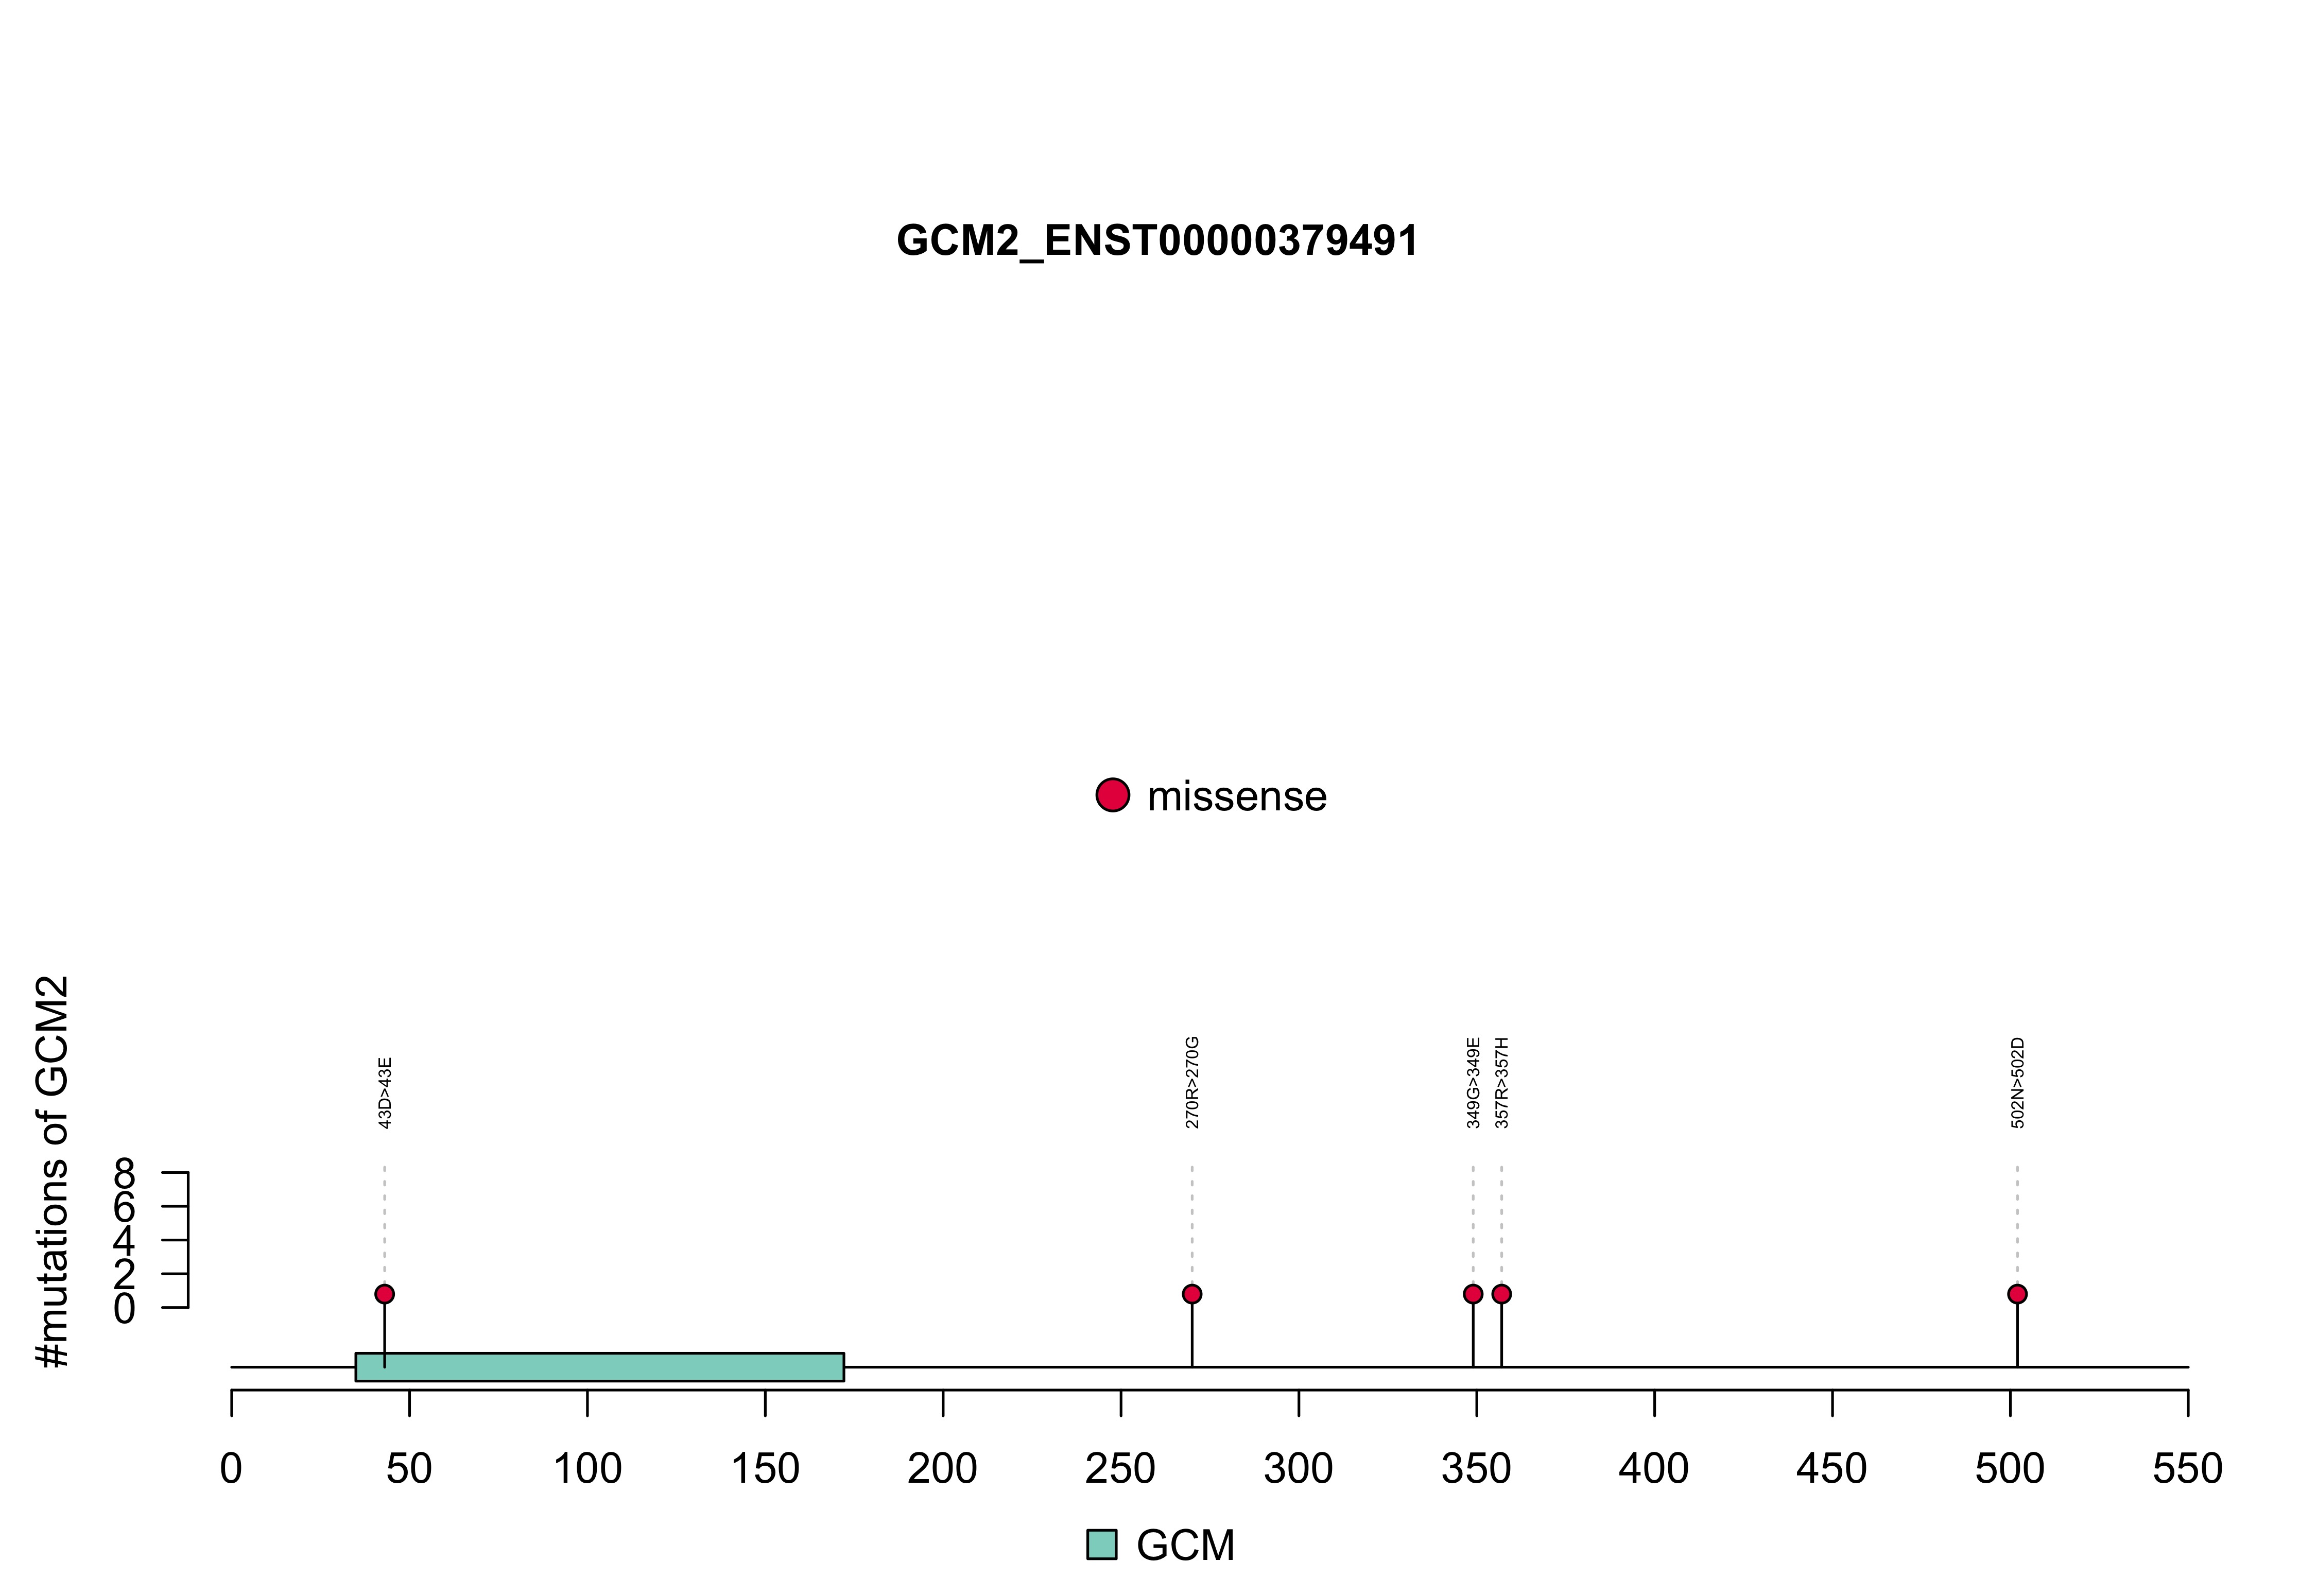 GCM2_ENST00000379491
missense
#mutations of GCM2
43D>43E
270R>270G
349G>349E
357R>357H
502N>502D
8
6
4
2
0
0 50 100 150 200 250 300 350 400 450 500 550
GCM